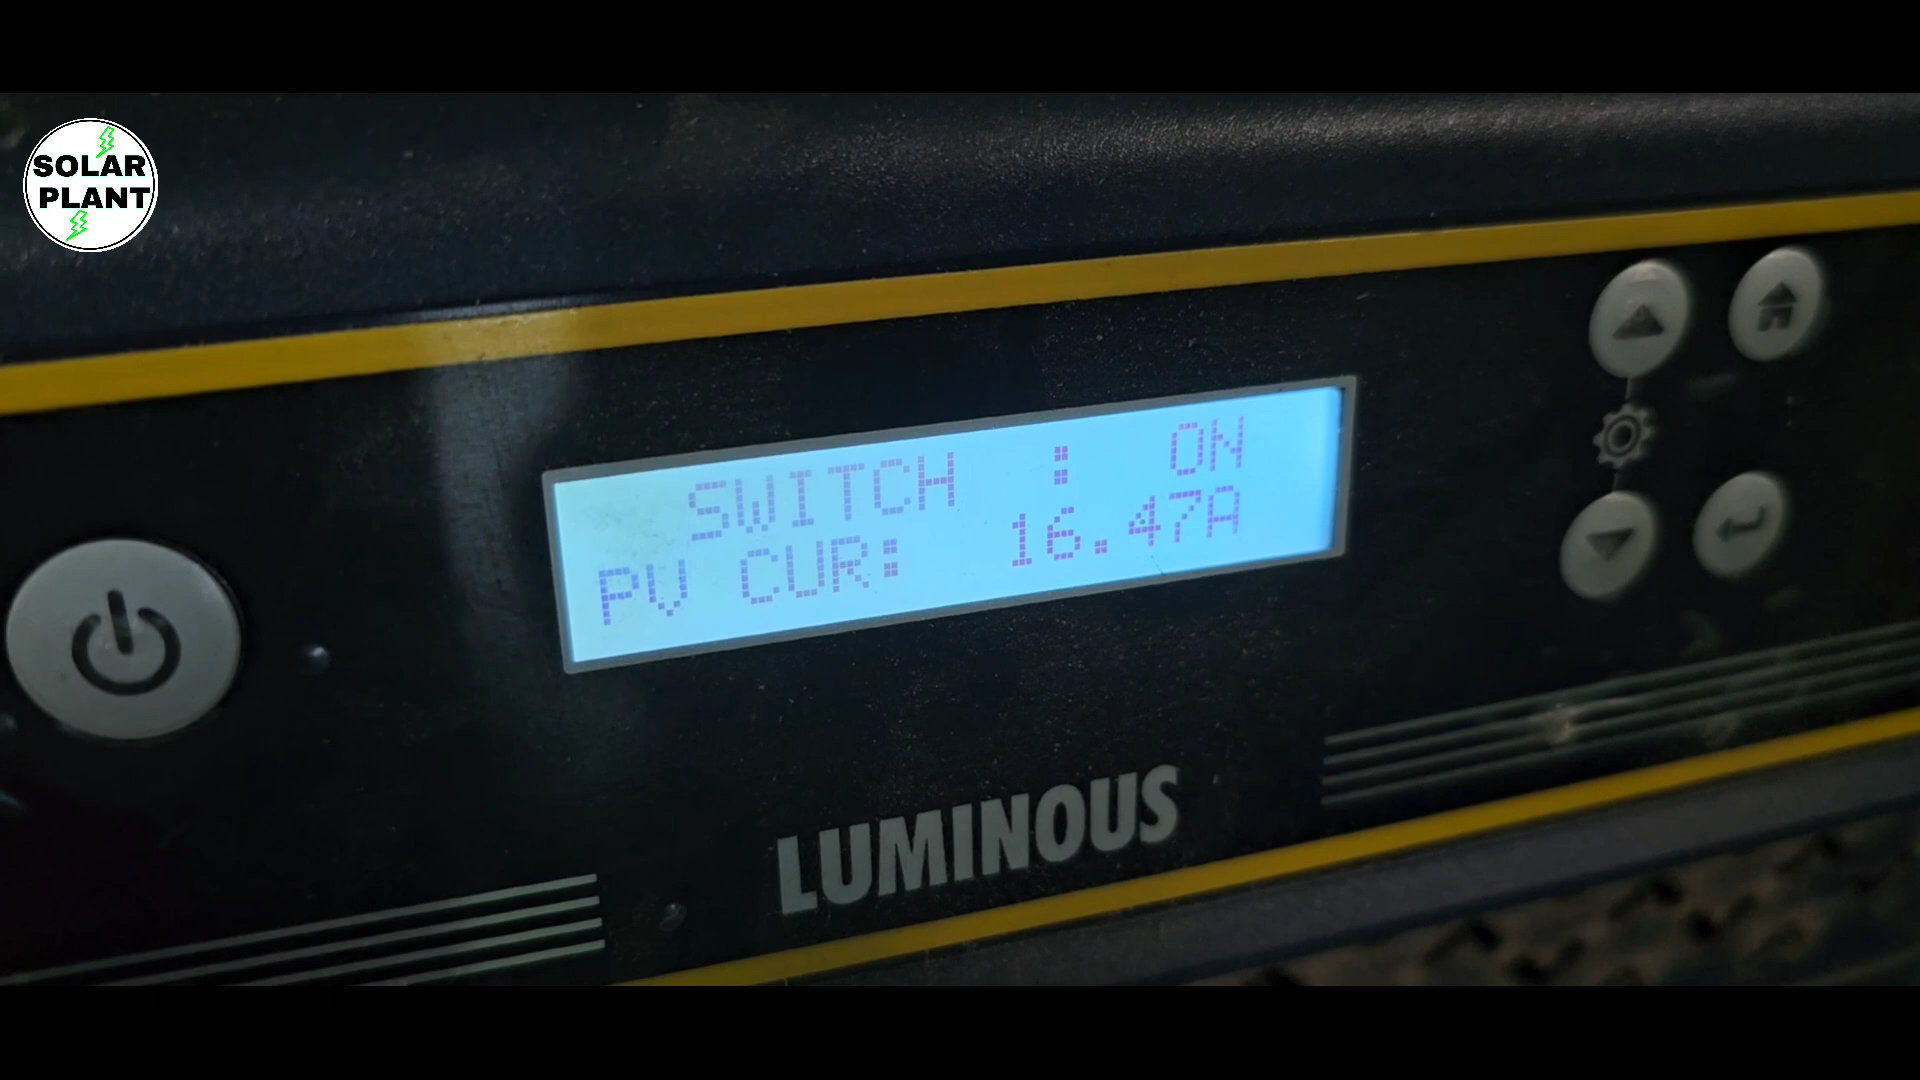 SOLAR
PLANT
SWITCH : ON
PV CUR: 16.47A
LUMINOUS